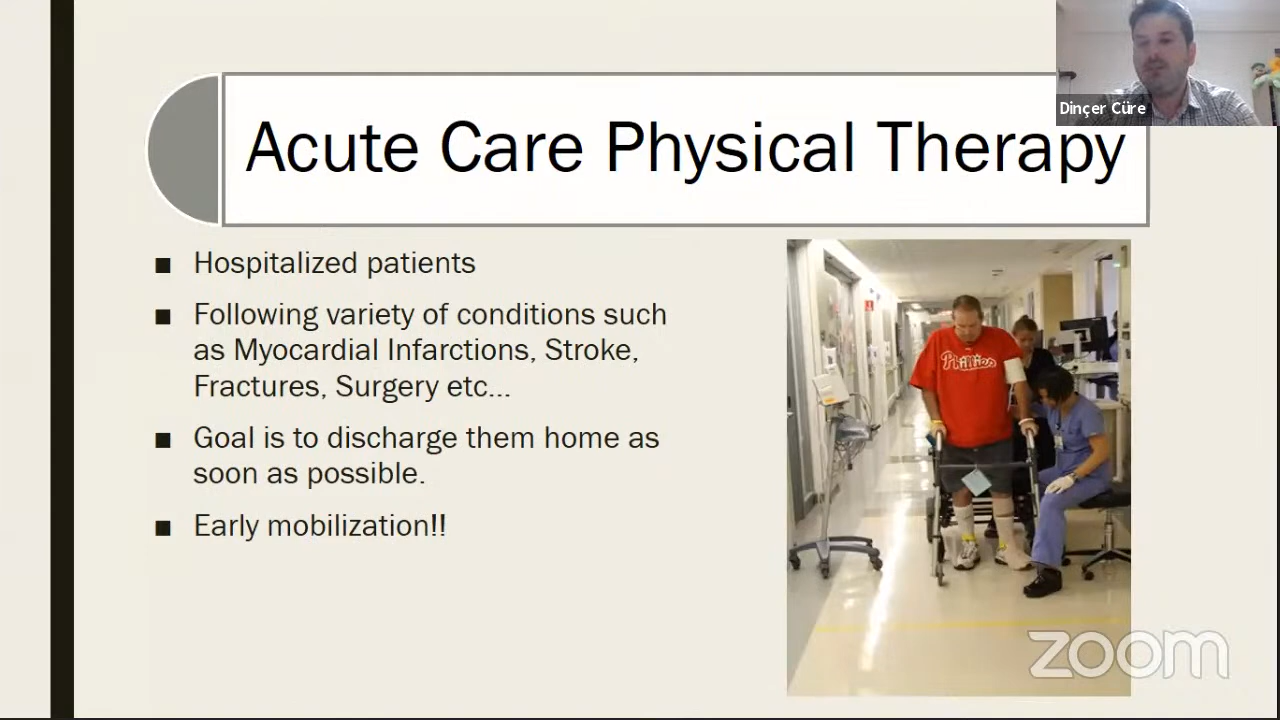 Dinçer Cüre
Acute Care Physical Therapy
■ Hospitalized patients
■ Following variety of conditions such
as Myocardial Infarctions, Stroke,
Fractures, Surgery etc...
■ Goal is to discharge them home as
soon as possible.
■ Early mobilization!!
Phillies
zoom